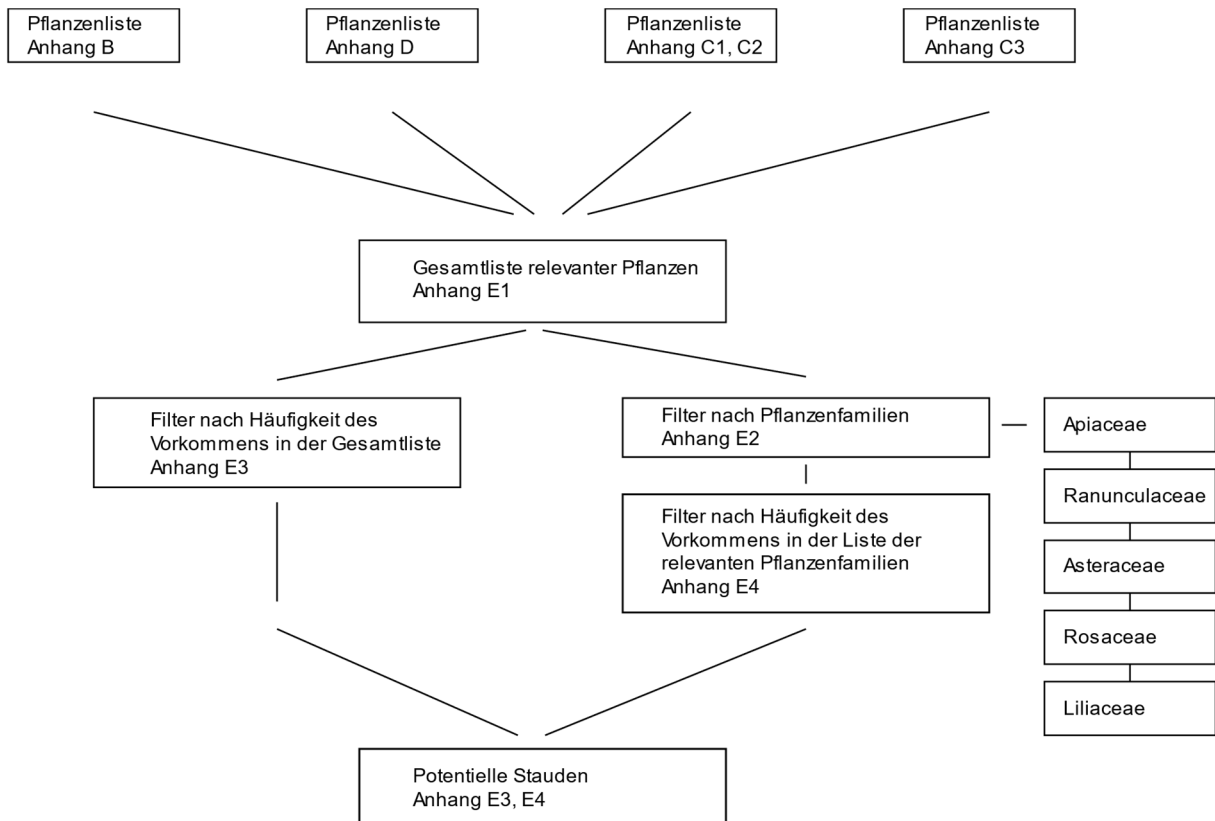 Pflanzenliste
Anhang B
Pflanzenliste
Anhang D
Pflanzenliste
Anhang C1, C2
Pflanzenliste
Anhang C3
Gesamtliste relevanter Pflanzen
Anhang E1
Filter nach Häufigkeit des
Vorkommens in der Gesamtliste
Anhang E3
Filter nach Pflanzenfamilien
Anhang E2
Filter nach Häufigkeit des
Vorkommens in der Liste der
relevanten Pflanzenfamilien
Anhang E4
Apiaceae
Ranunculaceae
Asteraceae
Rosaceae
Liliaceae
Potentielle Stauden
Anhang E3, E4